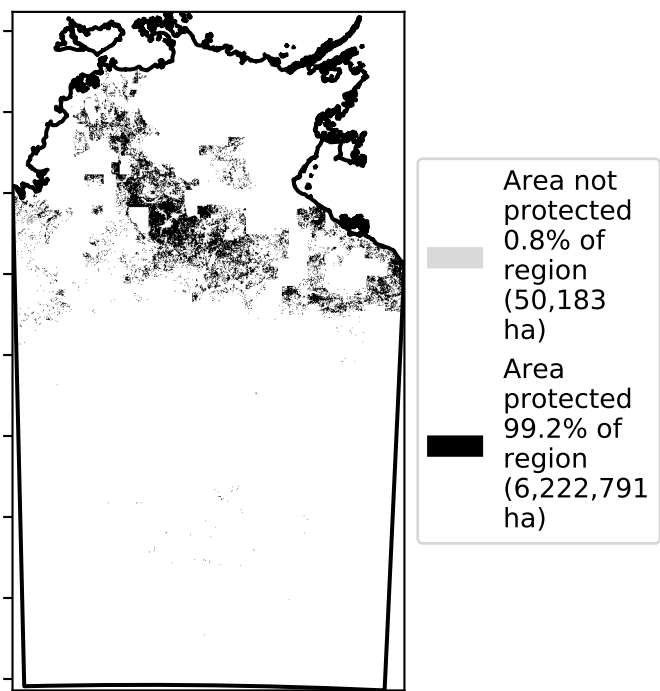 Area not
protected
0.8% of
region
(50,183
ha)
Area
protected
99.2% of
region
(6,222,791
ha)